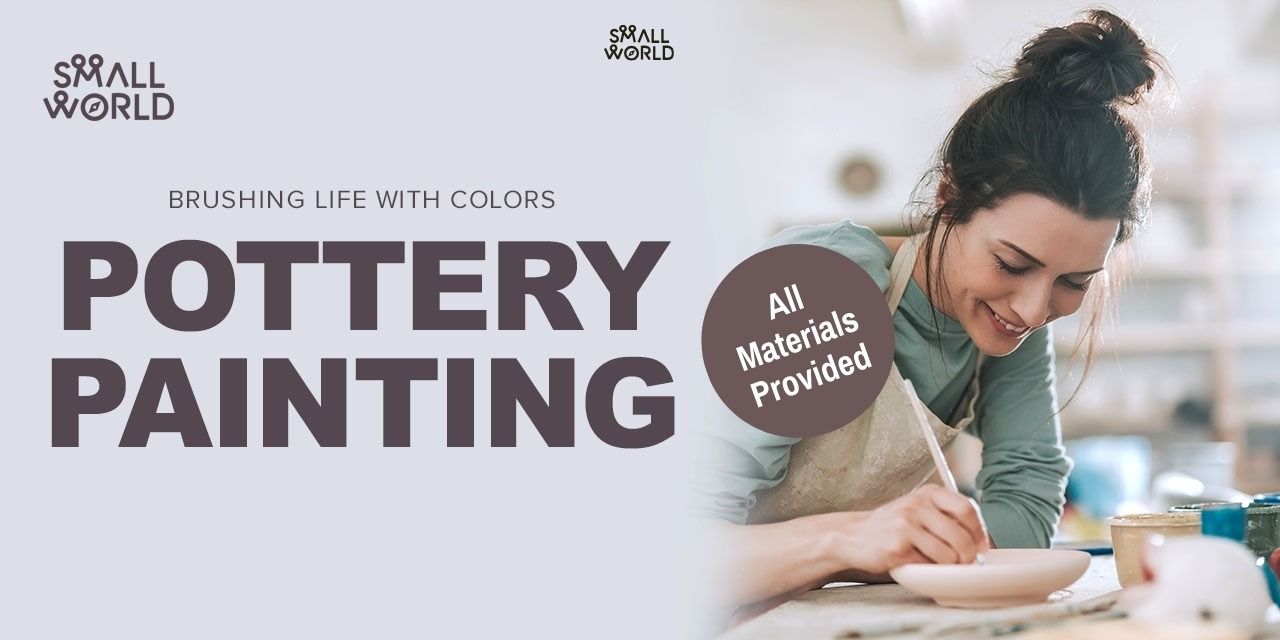 SMALL
WORLD
SMALL
WORLD
BRUSHING LIFE WITH COLORS
POTTERY
PAINTING
All
Materials
Provided